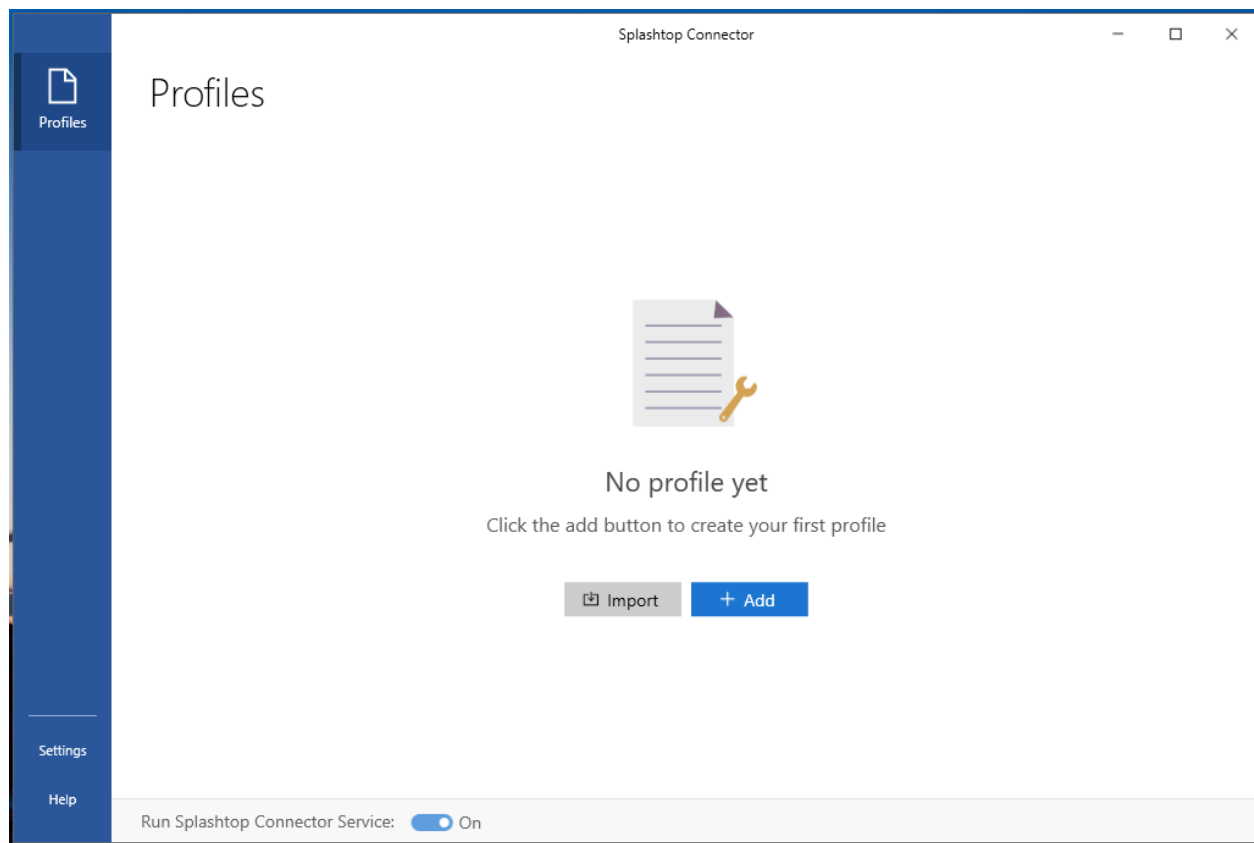 Splashtop Connector
Profiles
Profiles
No profile yet
Click the add button to create your first profile
Import
+ Add
Settings
Help
Run Splashtop Connector Service: On